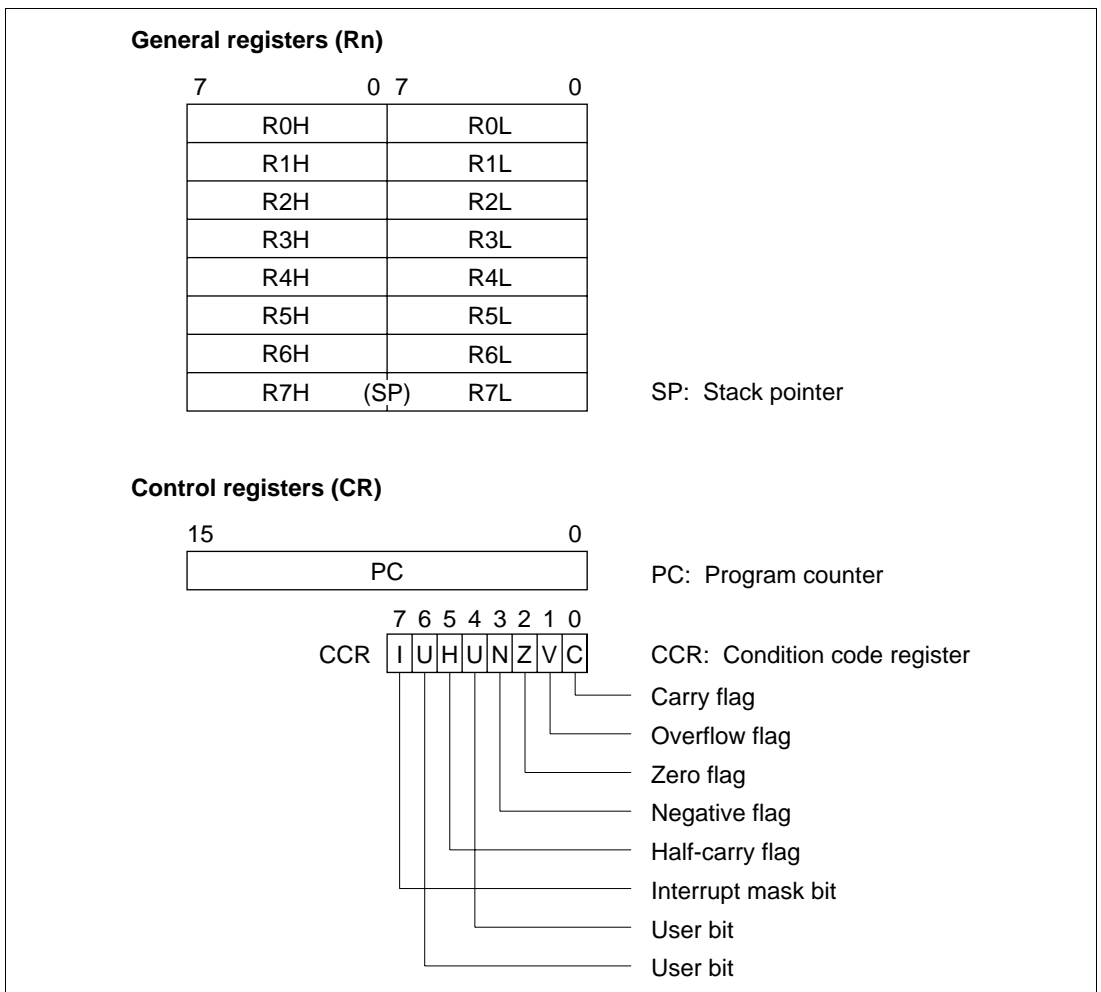 General registers (Rn)
7 0 7 0
R0H R0L
R1H R1L
R2H R2L
R3H R3L
R4H R4L
R5H R5L
R6H R6L
R7H (SP) R7L SP: Stack pointer
Control registers (CR)
15 0
PC PC: Program counter
7 6 5 4 3 2 1 0
CCR I U H U N Z V C CCR: Condition code register
Carry flag
Overflow flag
Zero flag
Negative flag
Half-carry flag
Interrupt mask bit
User bit
User bit